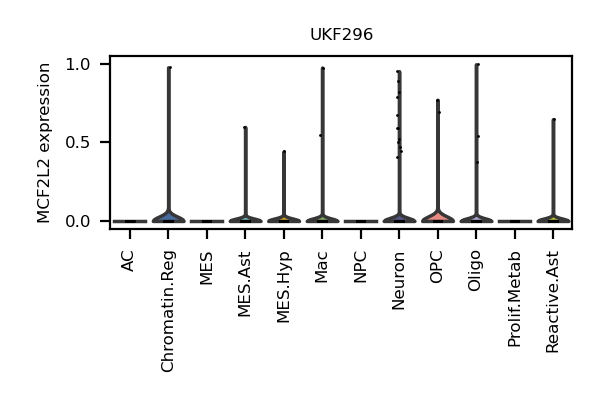 UKF296
MCF2L2 expression
1.0
0.5
0.0
AC
Chromatin.Reg
MES
MES.Ast
MES.Hyp
Mac
NPC
Neuron
OPC
Oligo
Prolif.Metab
Reactive.Ast